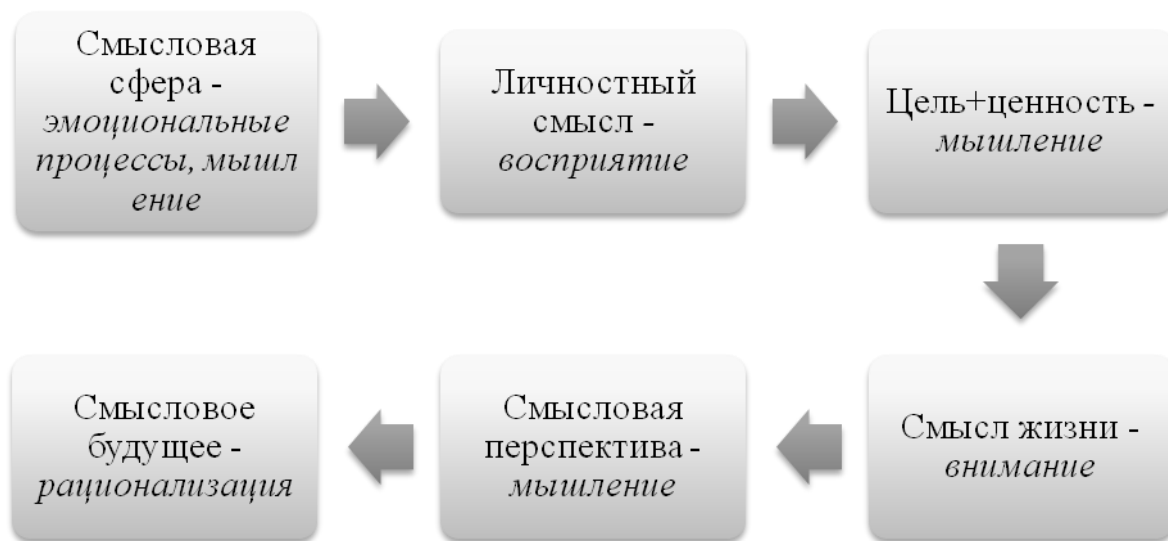 Смысловая
сфера -
эмоциональные
процессы, мышл
ение
Личностный
смысл -
восприятие
Цель+ценность -
мышление
Смысл жизни -
внимание
Смысловая
перспектива -
мышление
Смысловое
будущее -
рационализация